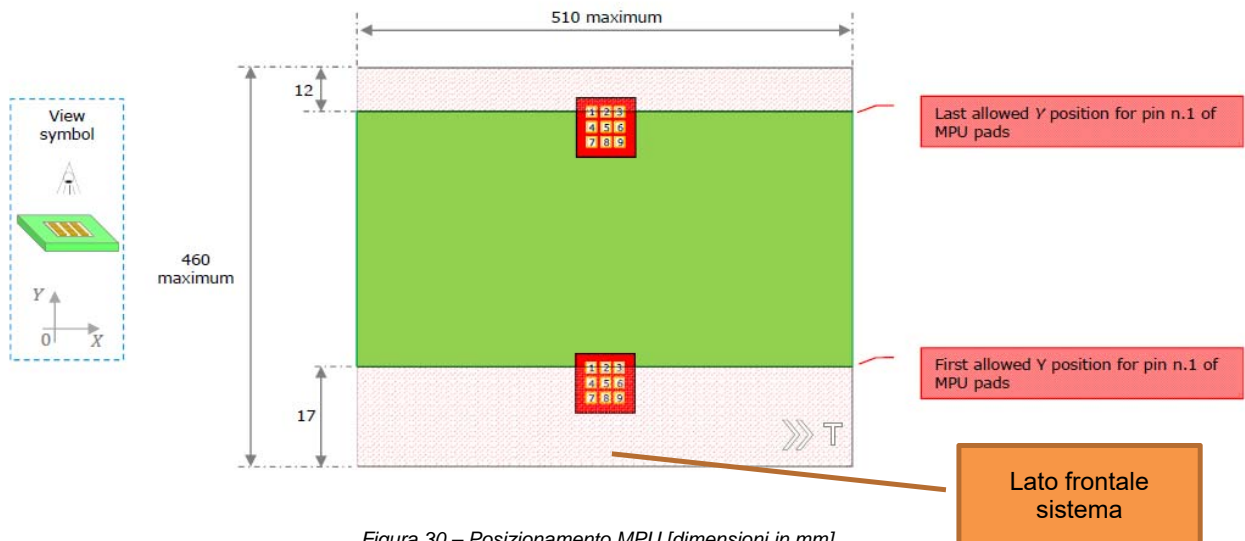 510 maximum
12
View
symbol
1 2 3
4 5 6
7 8 9
Last allowed Y position for pin n.1 of
MPU pads
460
maximum
Y
0 X
1 2 3
4 5 6
7 8 9
First allowed Y position for pin n.1 of
MPU pads
17
T
Lato frontale
sistema
Figura 30 – Posizionamento MPU [dimensioni in mm]